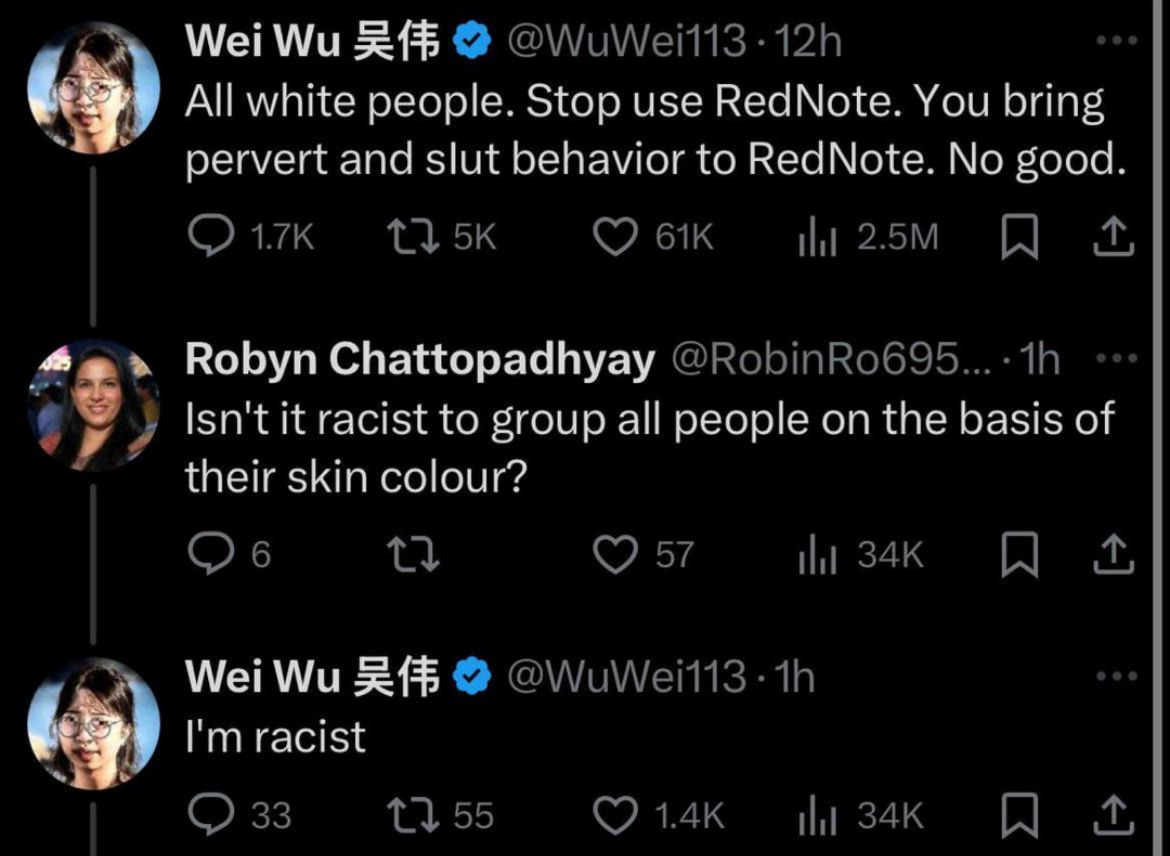 Wei Wu 吴伟 @WuWei113 · 12h
All white people. Stop use RedNote. You bring
pervert and slut behavior to RedNote. No good.
1.7K 5K 61K 2.5M
Robyn Chattopadhyay @RobinRo695... · 1h
Isn't it racist to group all people on the basis of
their skin colour?
6 57 34K
Wei Wu 吴伟 @WuWei113 · 1h
I'm racist
33 55 1.4K 34K